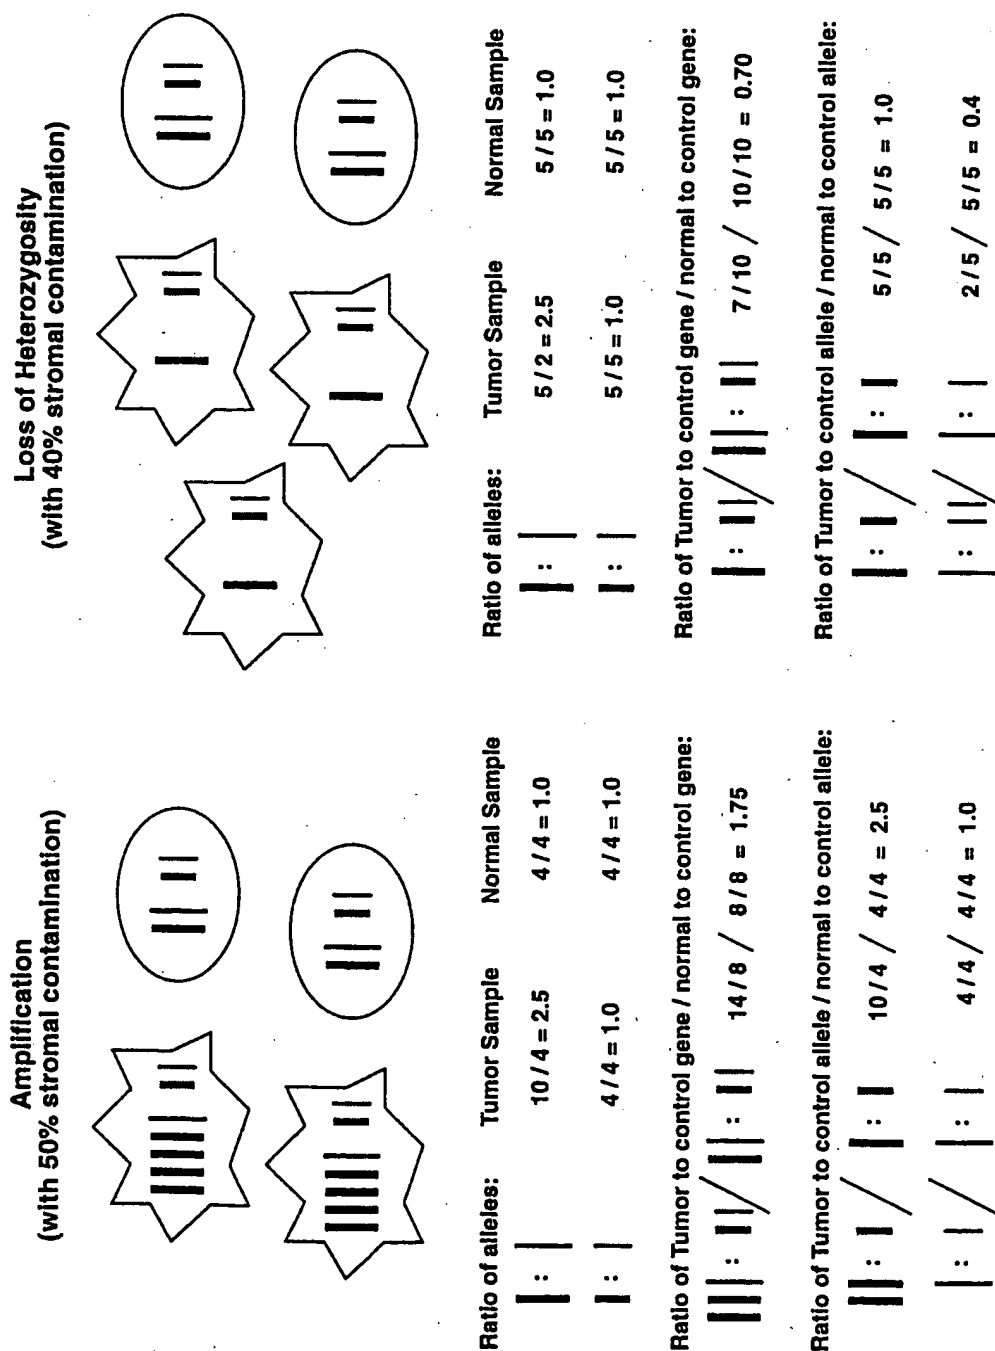 Amplification
(with 50% stromal contamination)
Ratio of alleles:
Tumor Sample
Normal Sample
:
10 / 4 = 2.5
4 / 4 = 1.0
:
4 / 4 = 1.0
4 / 4 = 1.0
Ratio of Tumor to control gene / normal to control gene:
: / :
14 / 8 / 8 / 8 = 1.75
Ratio of Tumor to control allele / normal to control allele:
: / :
10 / 4 / 4 / 4 = 2.5
: / :
4 / 4 / 4 / 4 = 1.0
Loss of Heterozygosity
(with 40% stromal contamination)
Ratio of alleles:
Tumor Sample
Normal Sample
:
5 / 2 = 2.5
5 / 5 = 1.0
:
5 / 5 = 1.0
5 / 5 = 1.0
Ratio of Tumor to control gene / normal to control gene:
: / :
7 / 10 / 10 / 10 = 0.70
Ratio of Tumor to control allele / normal to control allele:
: / :
5 / 5 / 5 / 5 = 1.0
: / :
2 / 5 / 5 / 5 = 0.4